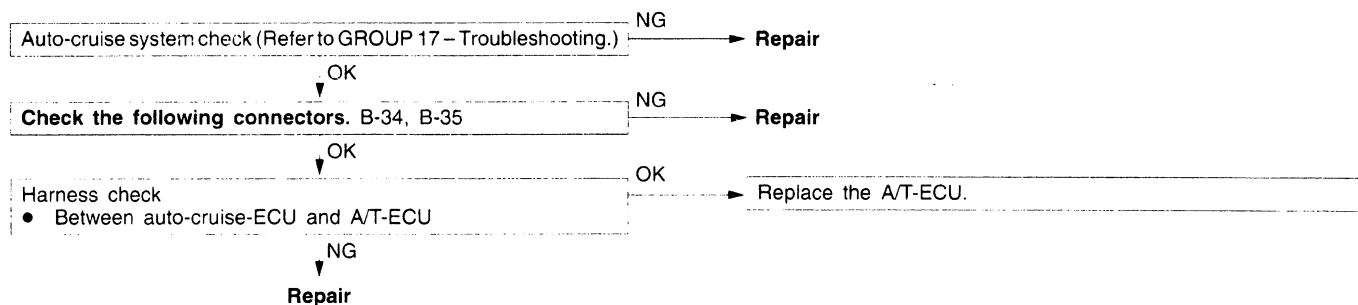 NG
Auto-cruise system check (Refer to GROUP 17 – Troubleshooting.)
Repair
OK
NG
Check the following connectors. B-34, B-35
Repair
OK
OK
Harness check
Replace the A/T-ECU.
● Between auto-cruise-ECU and A/T-ECU
NG
Repair